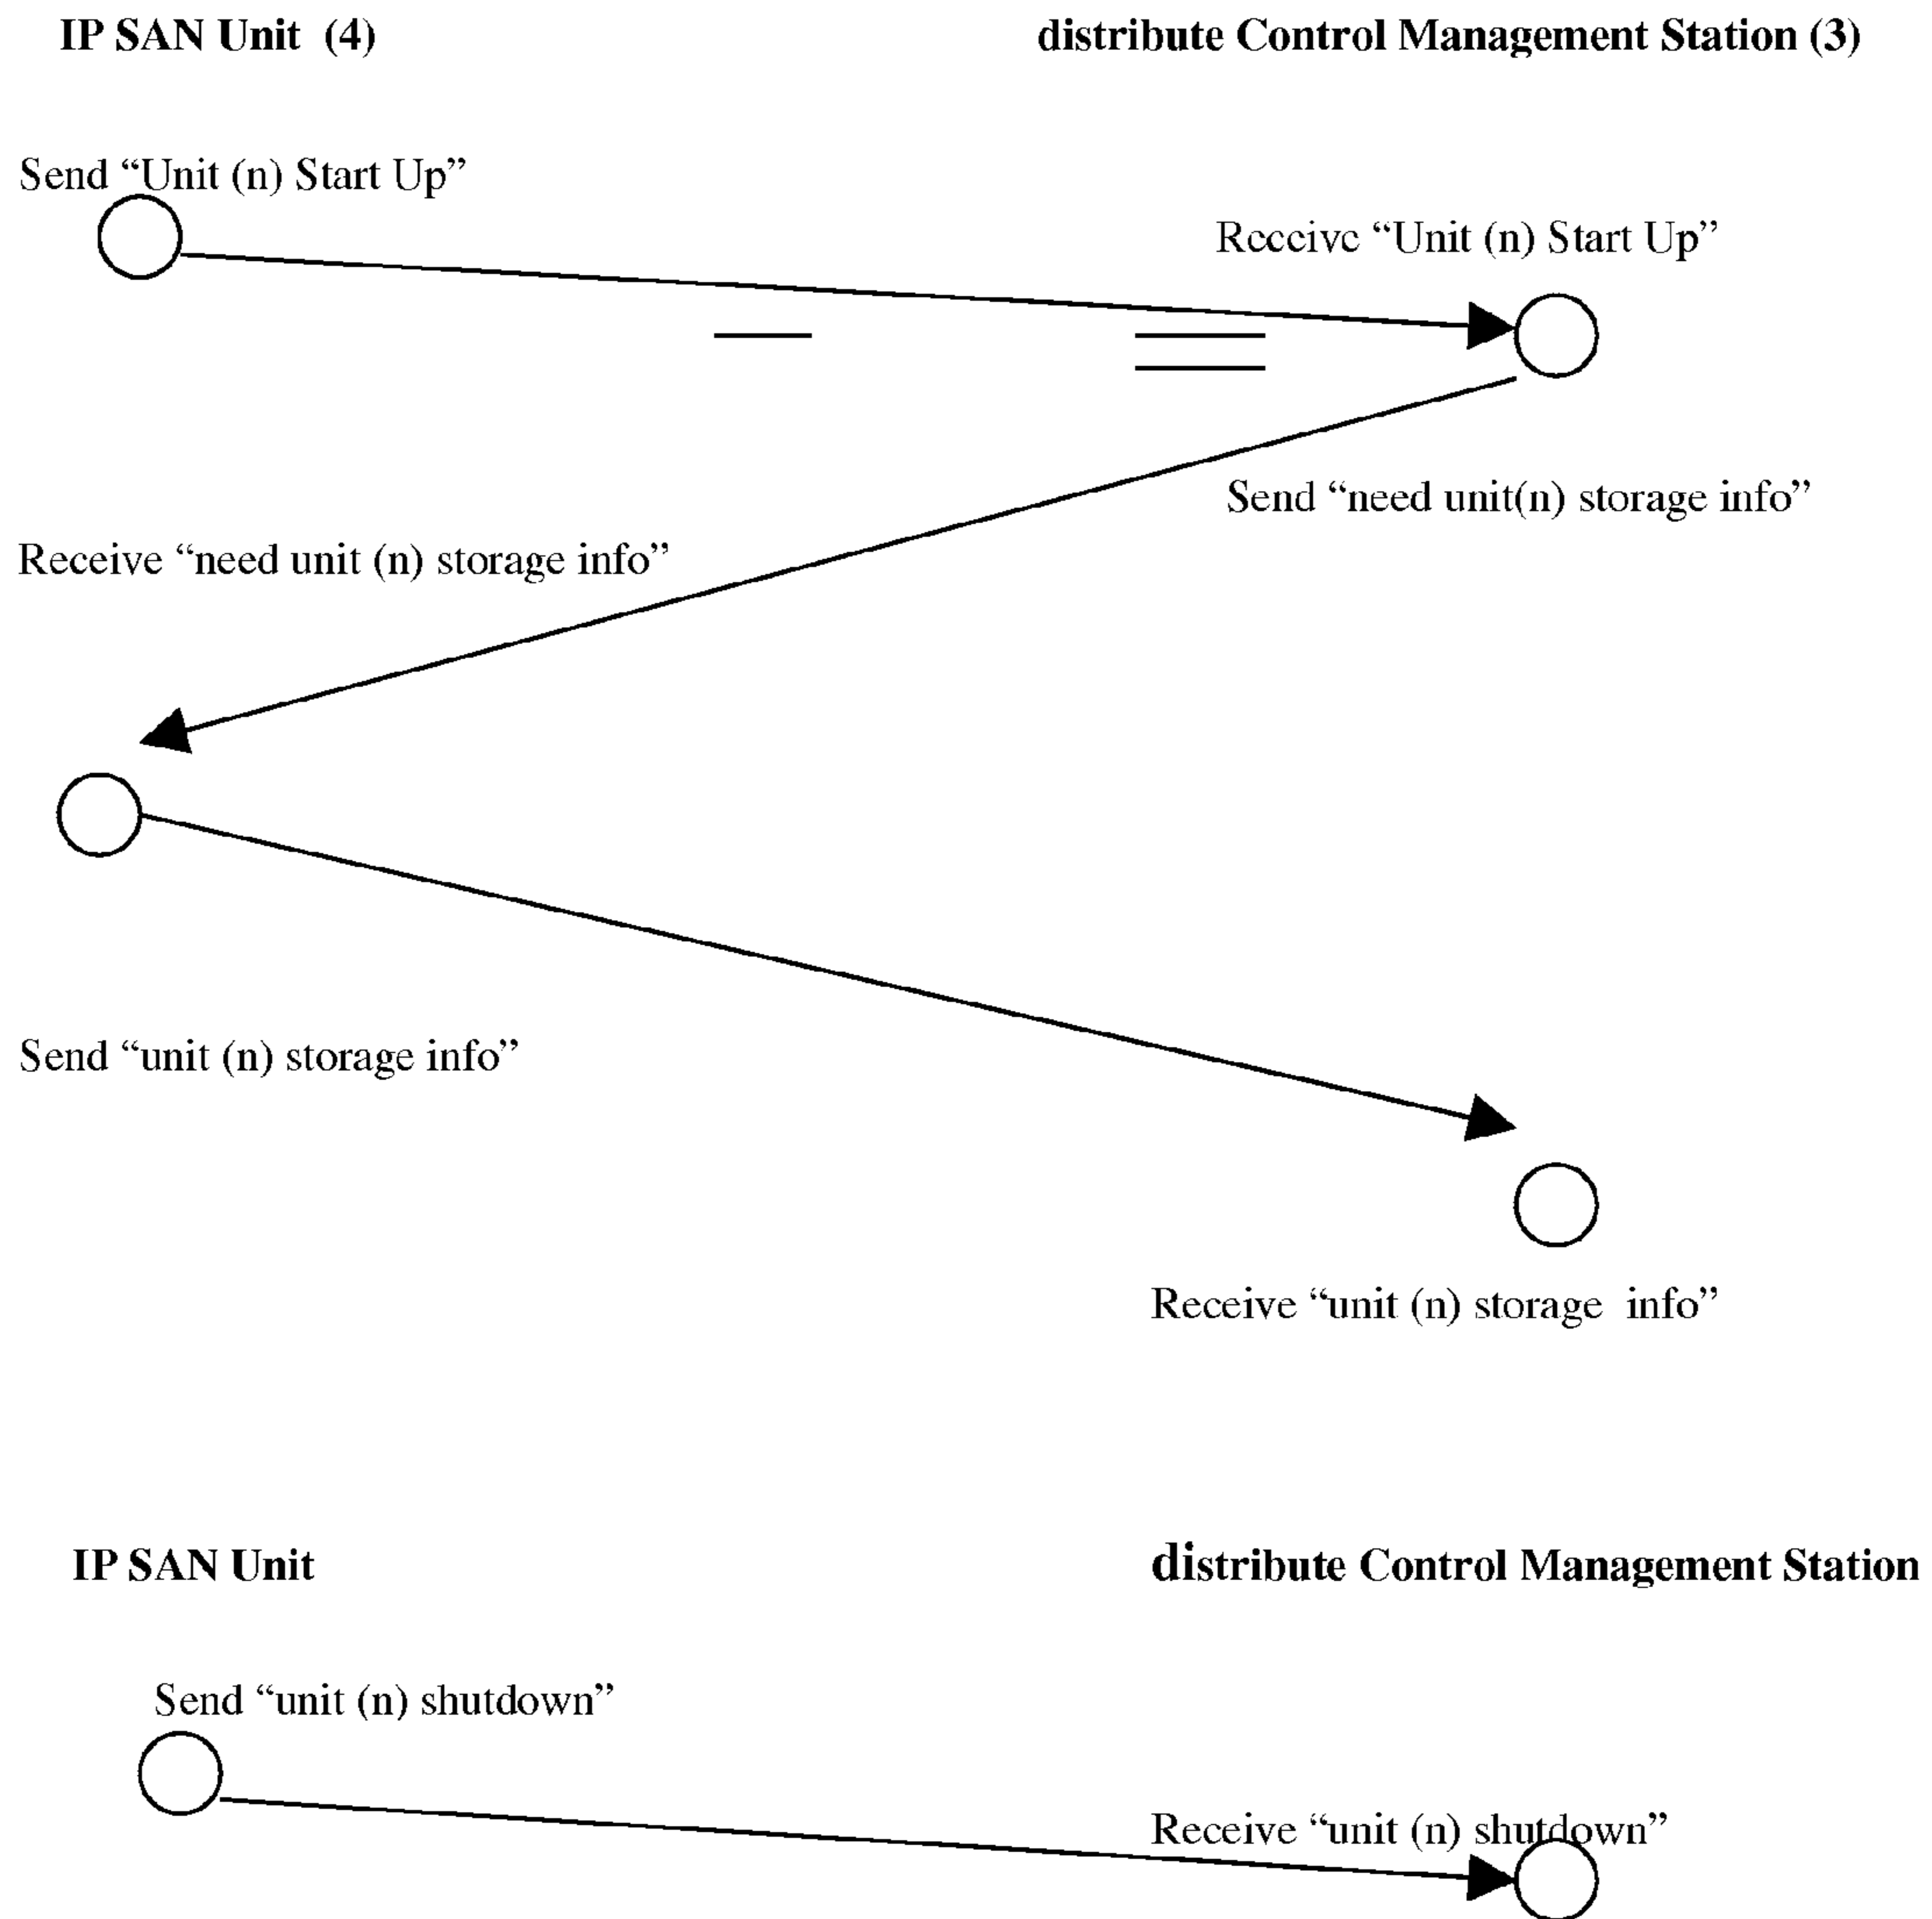 IP SAN Unit (4)
distribute Control Management Station (3)
Send “Unit (n) Start Up”
Receive “Unit (n) Start Up”
Send “need unit(n) storage info”
Receive “need unit (n) storage info”
Send “unit (n) storage info”
Receive “unit (n) storage info”
IP SAN Unit
distribute Control Management Station
Send “unit (n) shutdown”
Receive “unit (n) shutdown”